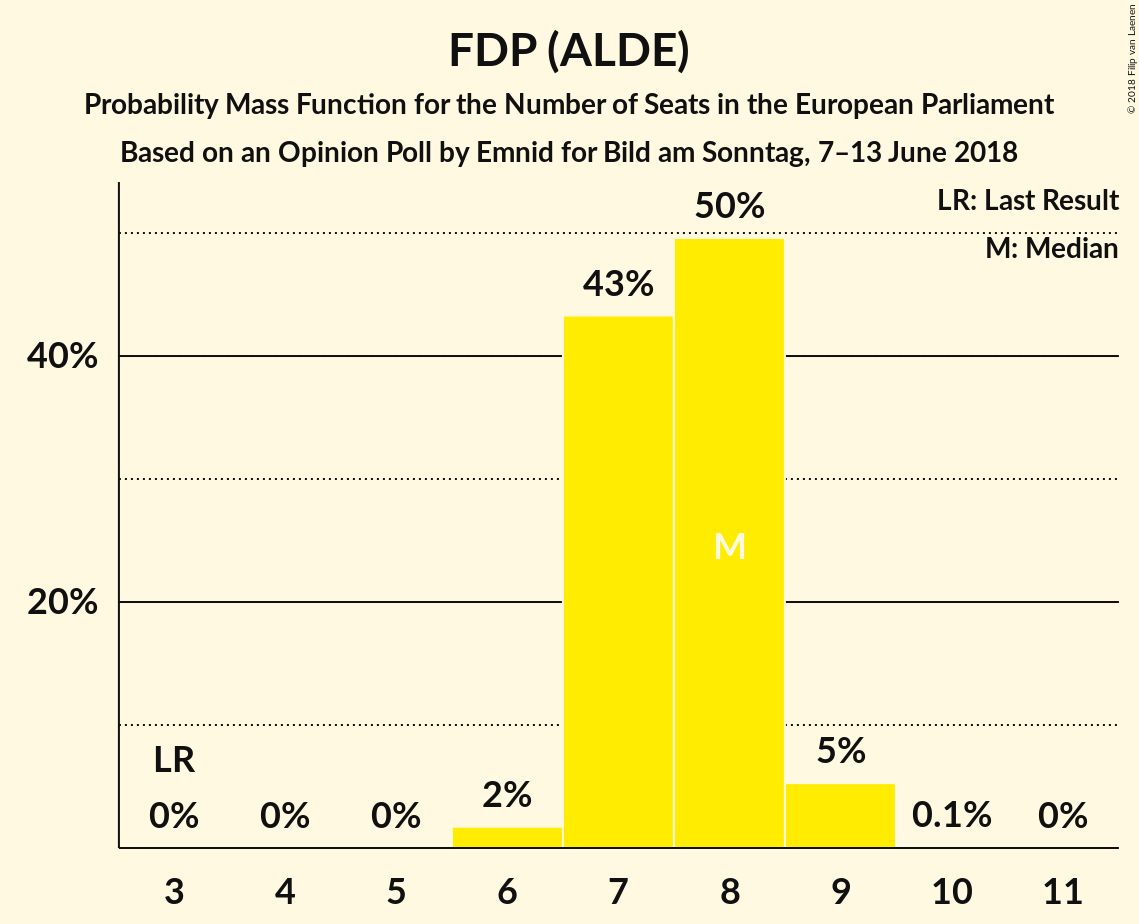 FDP (ALDE)
Probability Mass Function for the Number of Seats in the European Parliament
Based on an Opinion Poll by Emnid for Bild am Sonntag, 7–13 June 2018
© 2018 Filip van Laenen
LR: Last Result
M: Median
50%
43%
40%
M
20%
LR
5%
2%
0%
0%
0%
0.1%
0%
3 4 5 6 7 8 9 10 11